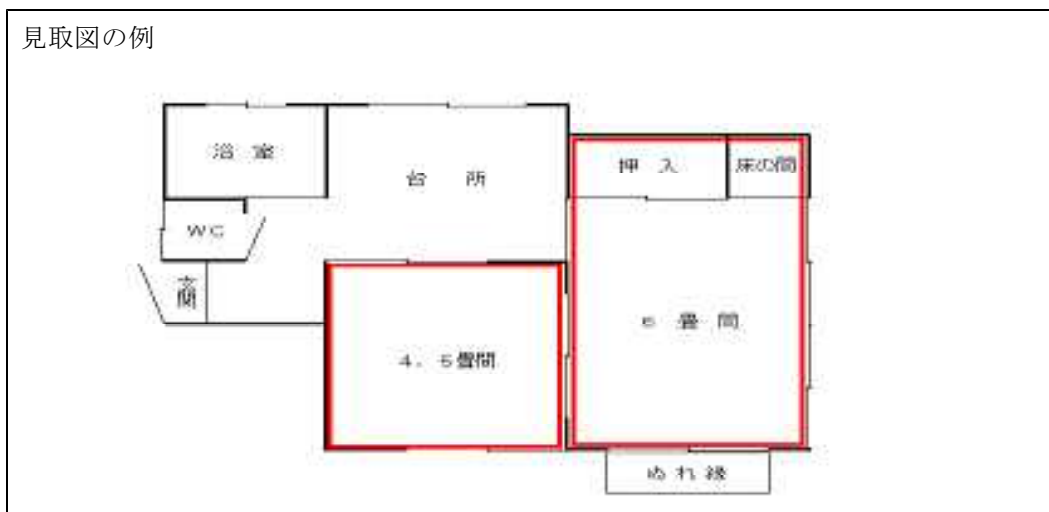 見取図の例
浴 室
台 所
押 入
床の間
WC
玄関
6 畳 間
4．5畳間
ぬ れ 縁